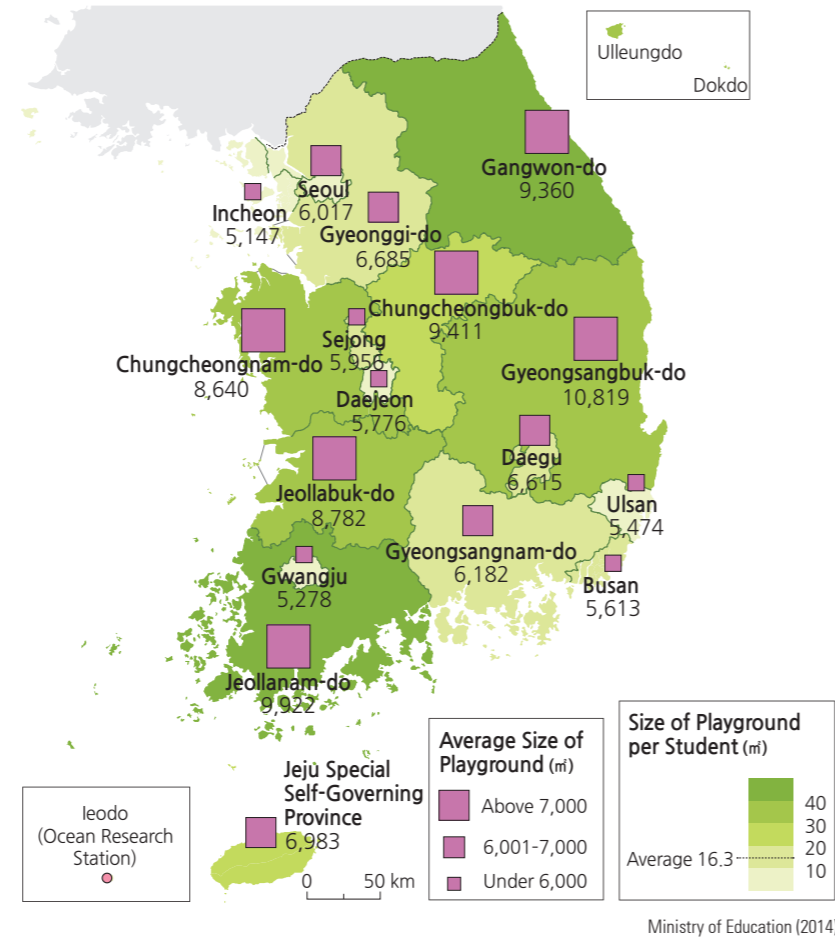 Ulleungdo
Dokdo
Gangwon-do
9,360
Seoul
6,017
Incheon
5,147
Gyeonggi-do
6,685
Chungcheongbuk-do
9,411
Sejong
5,956
Chungcheongnam-do
8,640
Gyeongsangbuk-do
10,819
Daejeon
5,776
Daegu
6,615
Jeollabuk-do
8,782
Ulsan
5,474
Gyeongsangnam-do
6,182
Gwangju
5,278
Busan
5,613
Jeollanam-do
9,922
Jeju Special
Self-Governing
Province
6,983
0 50 km
Ieodo
(Ocean Research
Station)
Average Size of
Playground (㎡)
Above 7,000
6,001-7,000
Under 6,000
Size of Playground
per Student (㎡)
40
30
20
Average 16.3
10
Ministry of Education (2014)